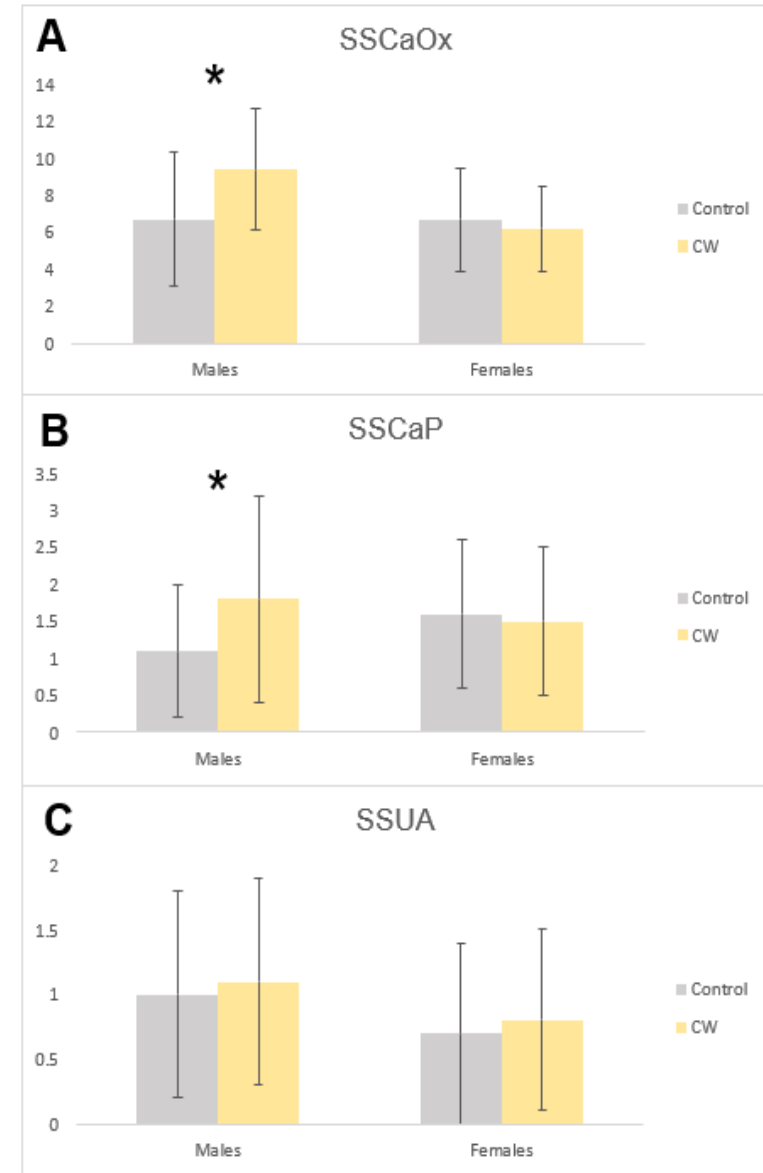 A
SSCaOx
*
14
12
10
8
6
4
2
0
Males
Females
Control
CW
B
SSCaP
*
3.5
3
2.5
2
1.5
1
0.5
0
Males
Females
Control
CW
C
SSUA
2
1.5
1
0.5
0
Males
Females
Control
CW